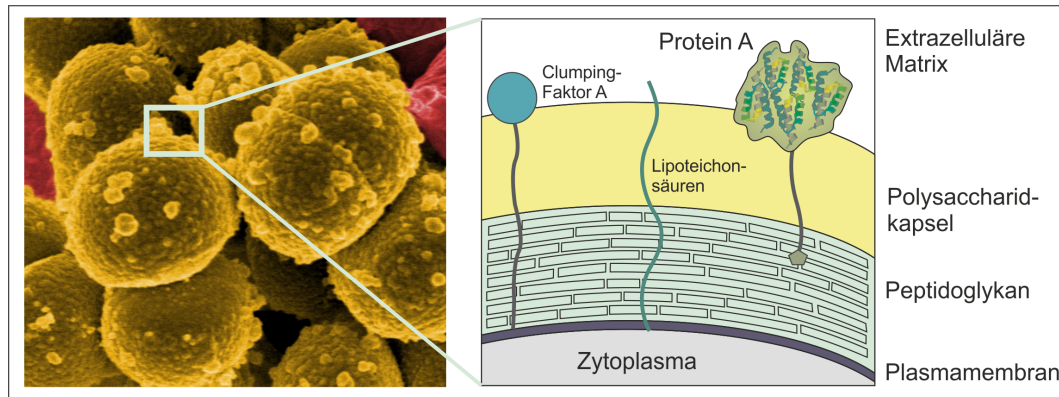 Protein A
Extrazelluläre
Matrix
Clumping-
Faktor A
Lipoteichon-
säuren
Polysaccharid-
kapsel
Peptidoglykan
Zytoplasma
Plasmamembran